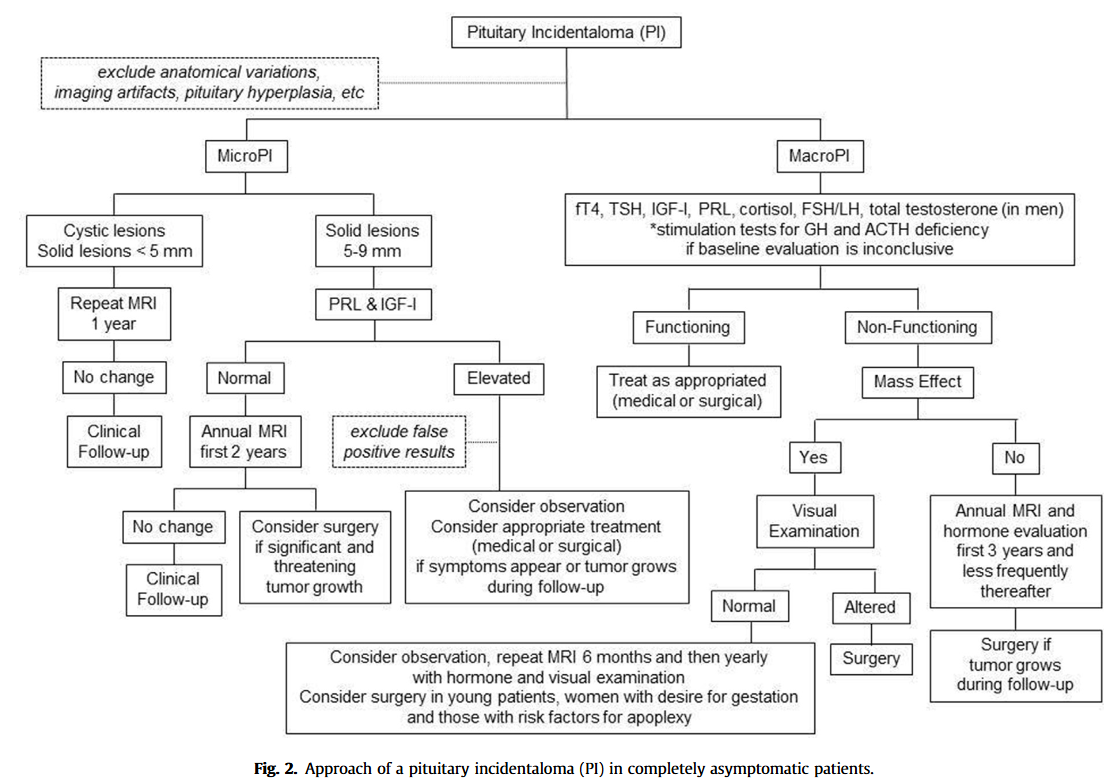 Pituitary Incidentaloma (PI)
exclude anatomical variations,
imaging artifacts, pituitary hyperplasia, etc
MicroPI
MacroPI
Cystic lesions
Solid lesions < 5 mm
Solid lesions
5-9 mm
fT4, TSH, IGF-I, PRL, cortisol, FSH/LH, total testosterone (in men)
*stimulation tests for GH and ACTH deficiency
if baseline evaluation is inconclusive
Repeat MRI
1 year
PRL & IGF-I
Functioning
Non-Functioning
No change
Normal
Elevated
Treat as appropriated
(medical or surgical)
Mass Effect
Clinical
Follow-up
Annual MRI
first 2 years
exclude false
positive results
Yes
No
No change
Consider surgery
if significant and
threatening
tumor growth
Consider observation
Consider appropriate treatment
(medical or surgical)
if symptoms appear or tumor grows
during follow-up
Visual
Examination
Annual MRI and
hormone evaluation
first 3 years and
less frequently
thereafter
Clinical
Follow-up
Normal
Altered
Consider observation, repeat MRI 6 months and then yearly
with hormone and visual examination
Consider surgery in young patients, women with desire for gestation
and those with risk factors for apoplexy
Surgery
Surgery if
tumor grows
during follow-up
Fig. 2. Approach of a pituitary incidentaloma (PI) in completely asymptomatic patients.